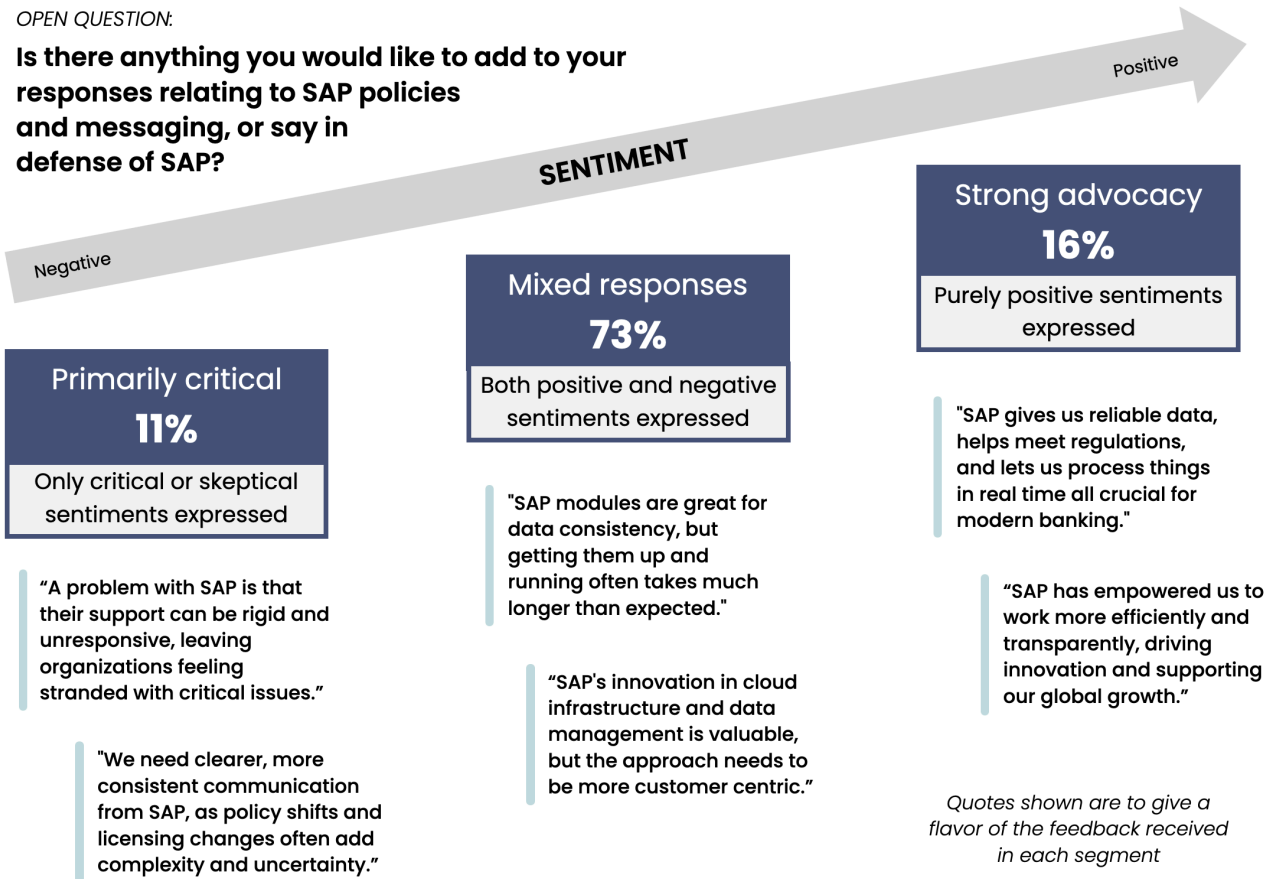 OPEN QUESTION:
Is there anything you would like to add to your
responses relating to SAP policies
and messaging, or say in
defense of SAP?
Negative
SENTIMENT
Positive
Primarily critical
11%
Only critical or skeptical
sentiments expressed
“A problem with SAP is that
their support can be rigid and
unresponsive, leaving
organizations feeling
stranded with critical issues.”
"We need clearer, more
consistent communication
from SAP, as policy shifts and
licensing changes often add
complexity and uncertainty.”
Mixed responses
73%
Both positive and negative
sentiments expressed
"SAP modules are great for
data consistency, but
getting them up and
running often takes much
longer than expected."
“SAP's innovation in cloud
infrastructure and data
management is valuable,
but the approach needs to
be more customer centric.”
Strong advocacy
16%
Purely positive sentiments
expressed
"SAP gives us reliable data,
helps meet regulations,
and lets us process things
in real time all crucial for
modern banking."
“SAP has empowered us to
work more efficiently and
transparently, driving
innovation and supporting
our global growth.”
Quotes shown are to give a
flavor of the feedback received
in each segment